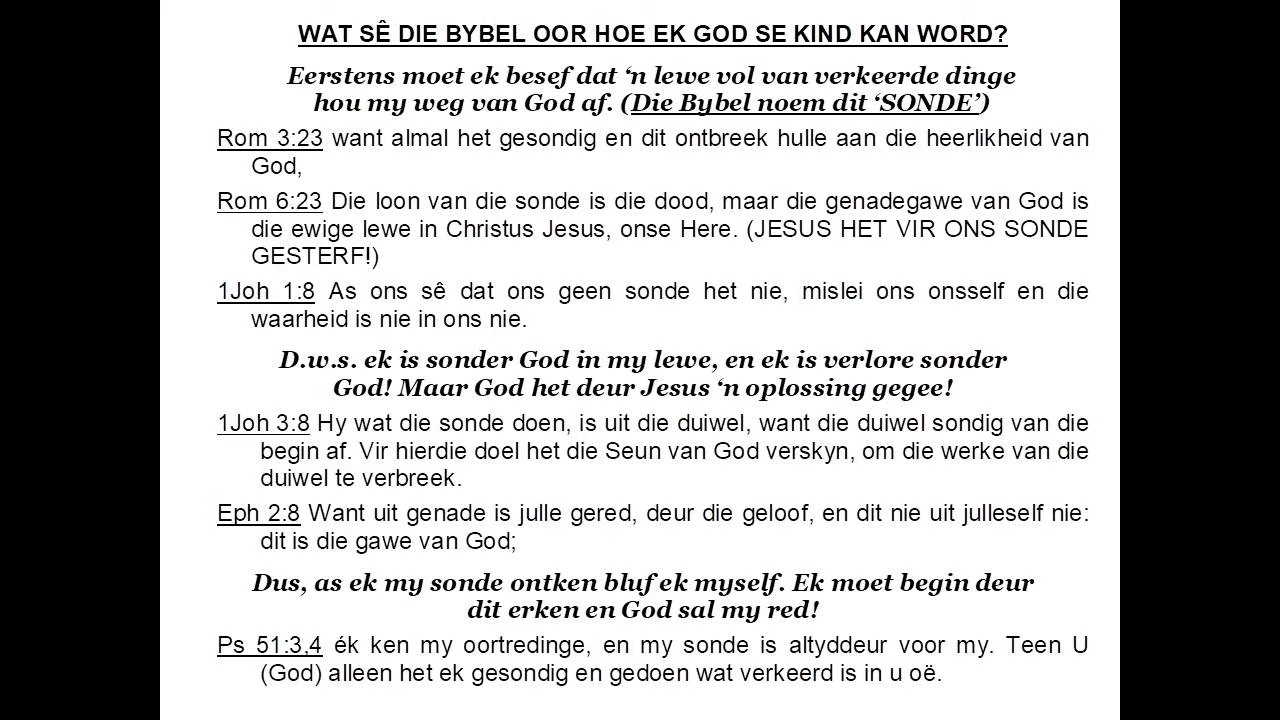 WAT SÊ DIE BYBEL OOR HOE EK GOD SE KIND KAN WORD?
Eerstens moet ek besef dat ‘n lewe vol van verkeerde dinge
hou my weg van God af. (Die Bybel noem dit ‘SONDE’)
Rom 3:23 want almal het gesondig en dit ontbreek hulle aan die heerlikheid van
God,
Rom 6:23 Die loon van die sonde is die dood, maar die genadegawe van God is
die ewige lewe in Christus Jesus, onse Here. (JESUS HET VIR ONS SONDE
GESTERF!)
1Joh 1:8 As ons sê dat ons geen sonde het nie, mislei ons onsself en die
waarheid is nie in ons nie.
D.w.s. ek is sonder God in my lewe, en ek is verlore sonder
God! Maar God het deur Jesus ‘n oplossing gegee!
1Joh 3:8 Hy wat die sonde doen, is uit die duiwel, want die duiwel sondig van die
begin af. Vir hierdie doel het die Seun van God verskyn, om die werke van die
duiwel te verbreek.
Eph 2:8 Want uit genade is julle gered, deur die geloof, en dit nie uit julleself nie:
dit is die gawe van God;
Dus, as ek my sonde ontken bluf ek myself. Ek moet begin deur
dit erken en God sal my red!
Ps 51:3,4 ék ken my oortredinge, en my sonde is altyddeur voor my. Teen U
(God) alleen het ek gesondig en gedoen wat verkeerd is in u oë.